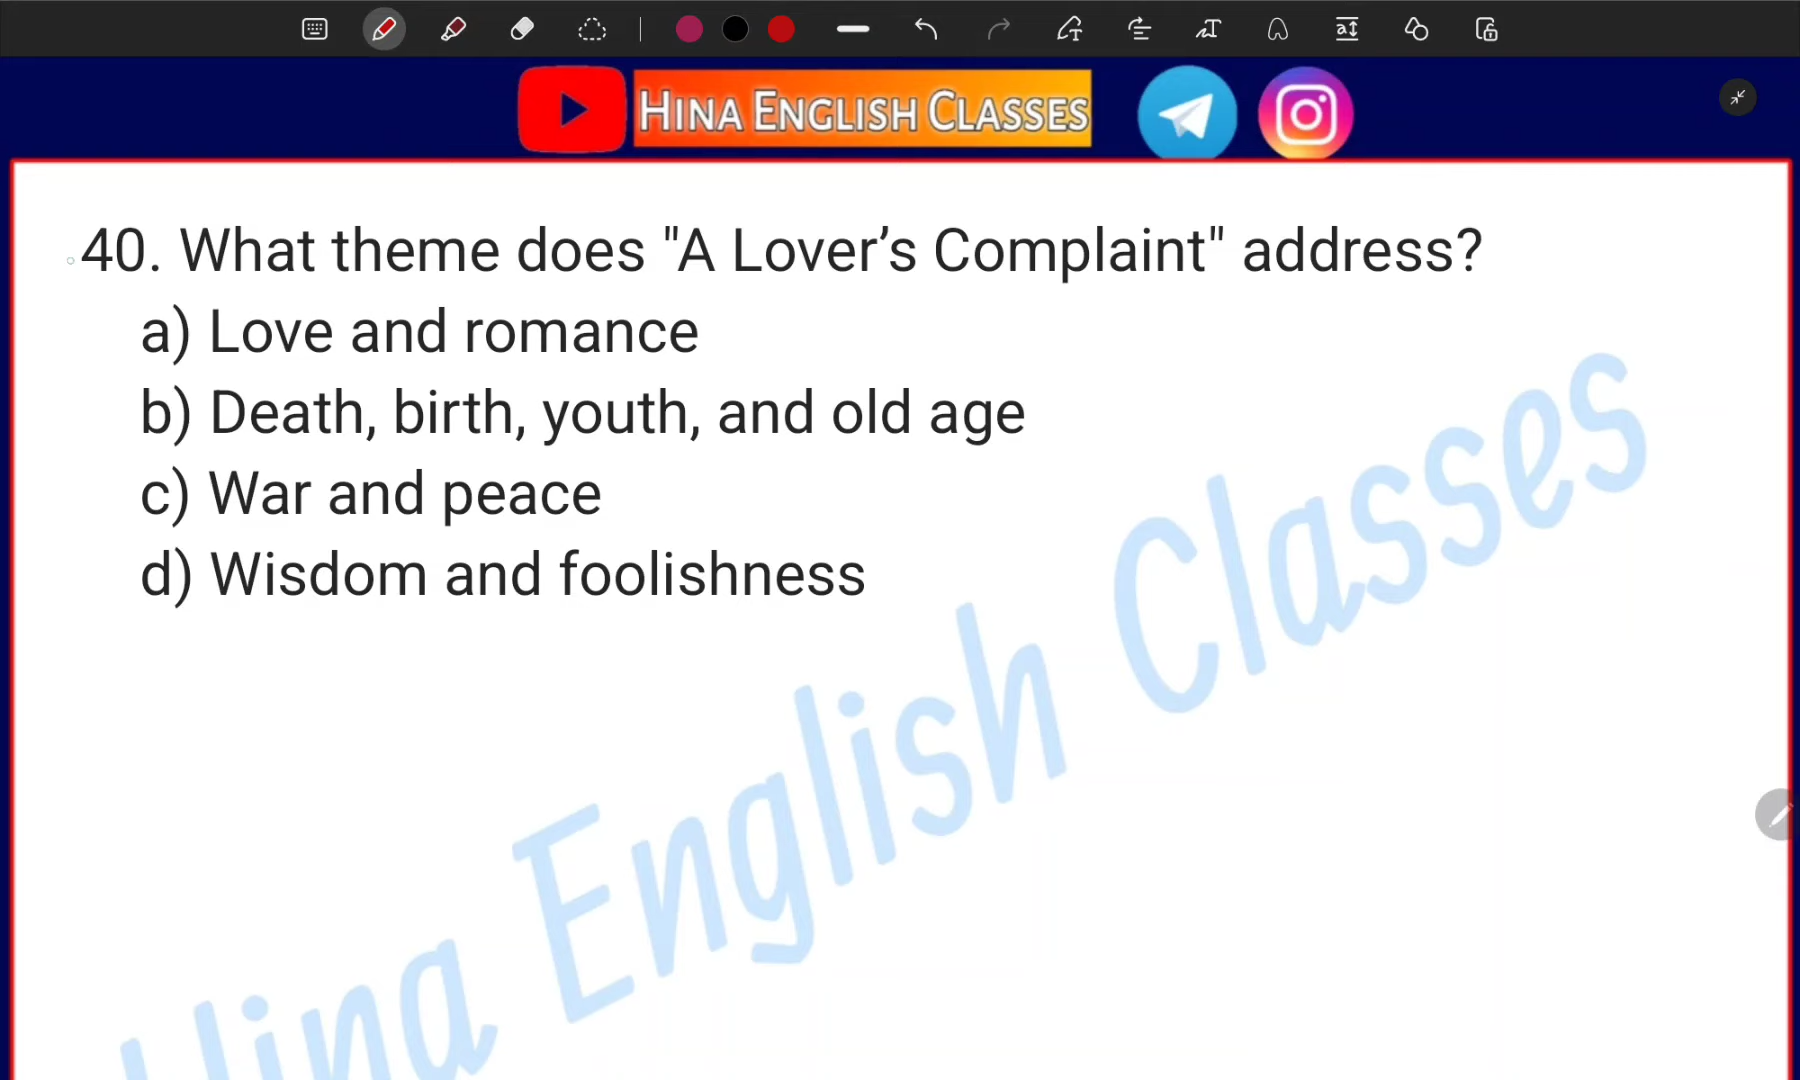 HINA ENGLISH CLASSES
40. What theme does "A Lover’s Complaint" address?
a) Love and romance
b) Death, birth, youth, and old age
c) War and peace
d) Wisdom and foolishness
Hina English Classes